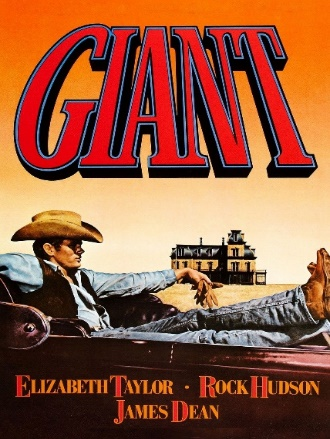 GIANT
ELIZABETH TAYLOR · ROCK HUDSON
JAMES DEAN